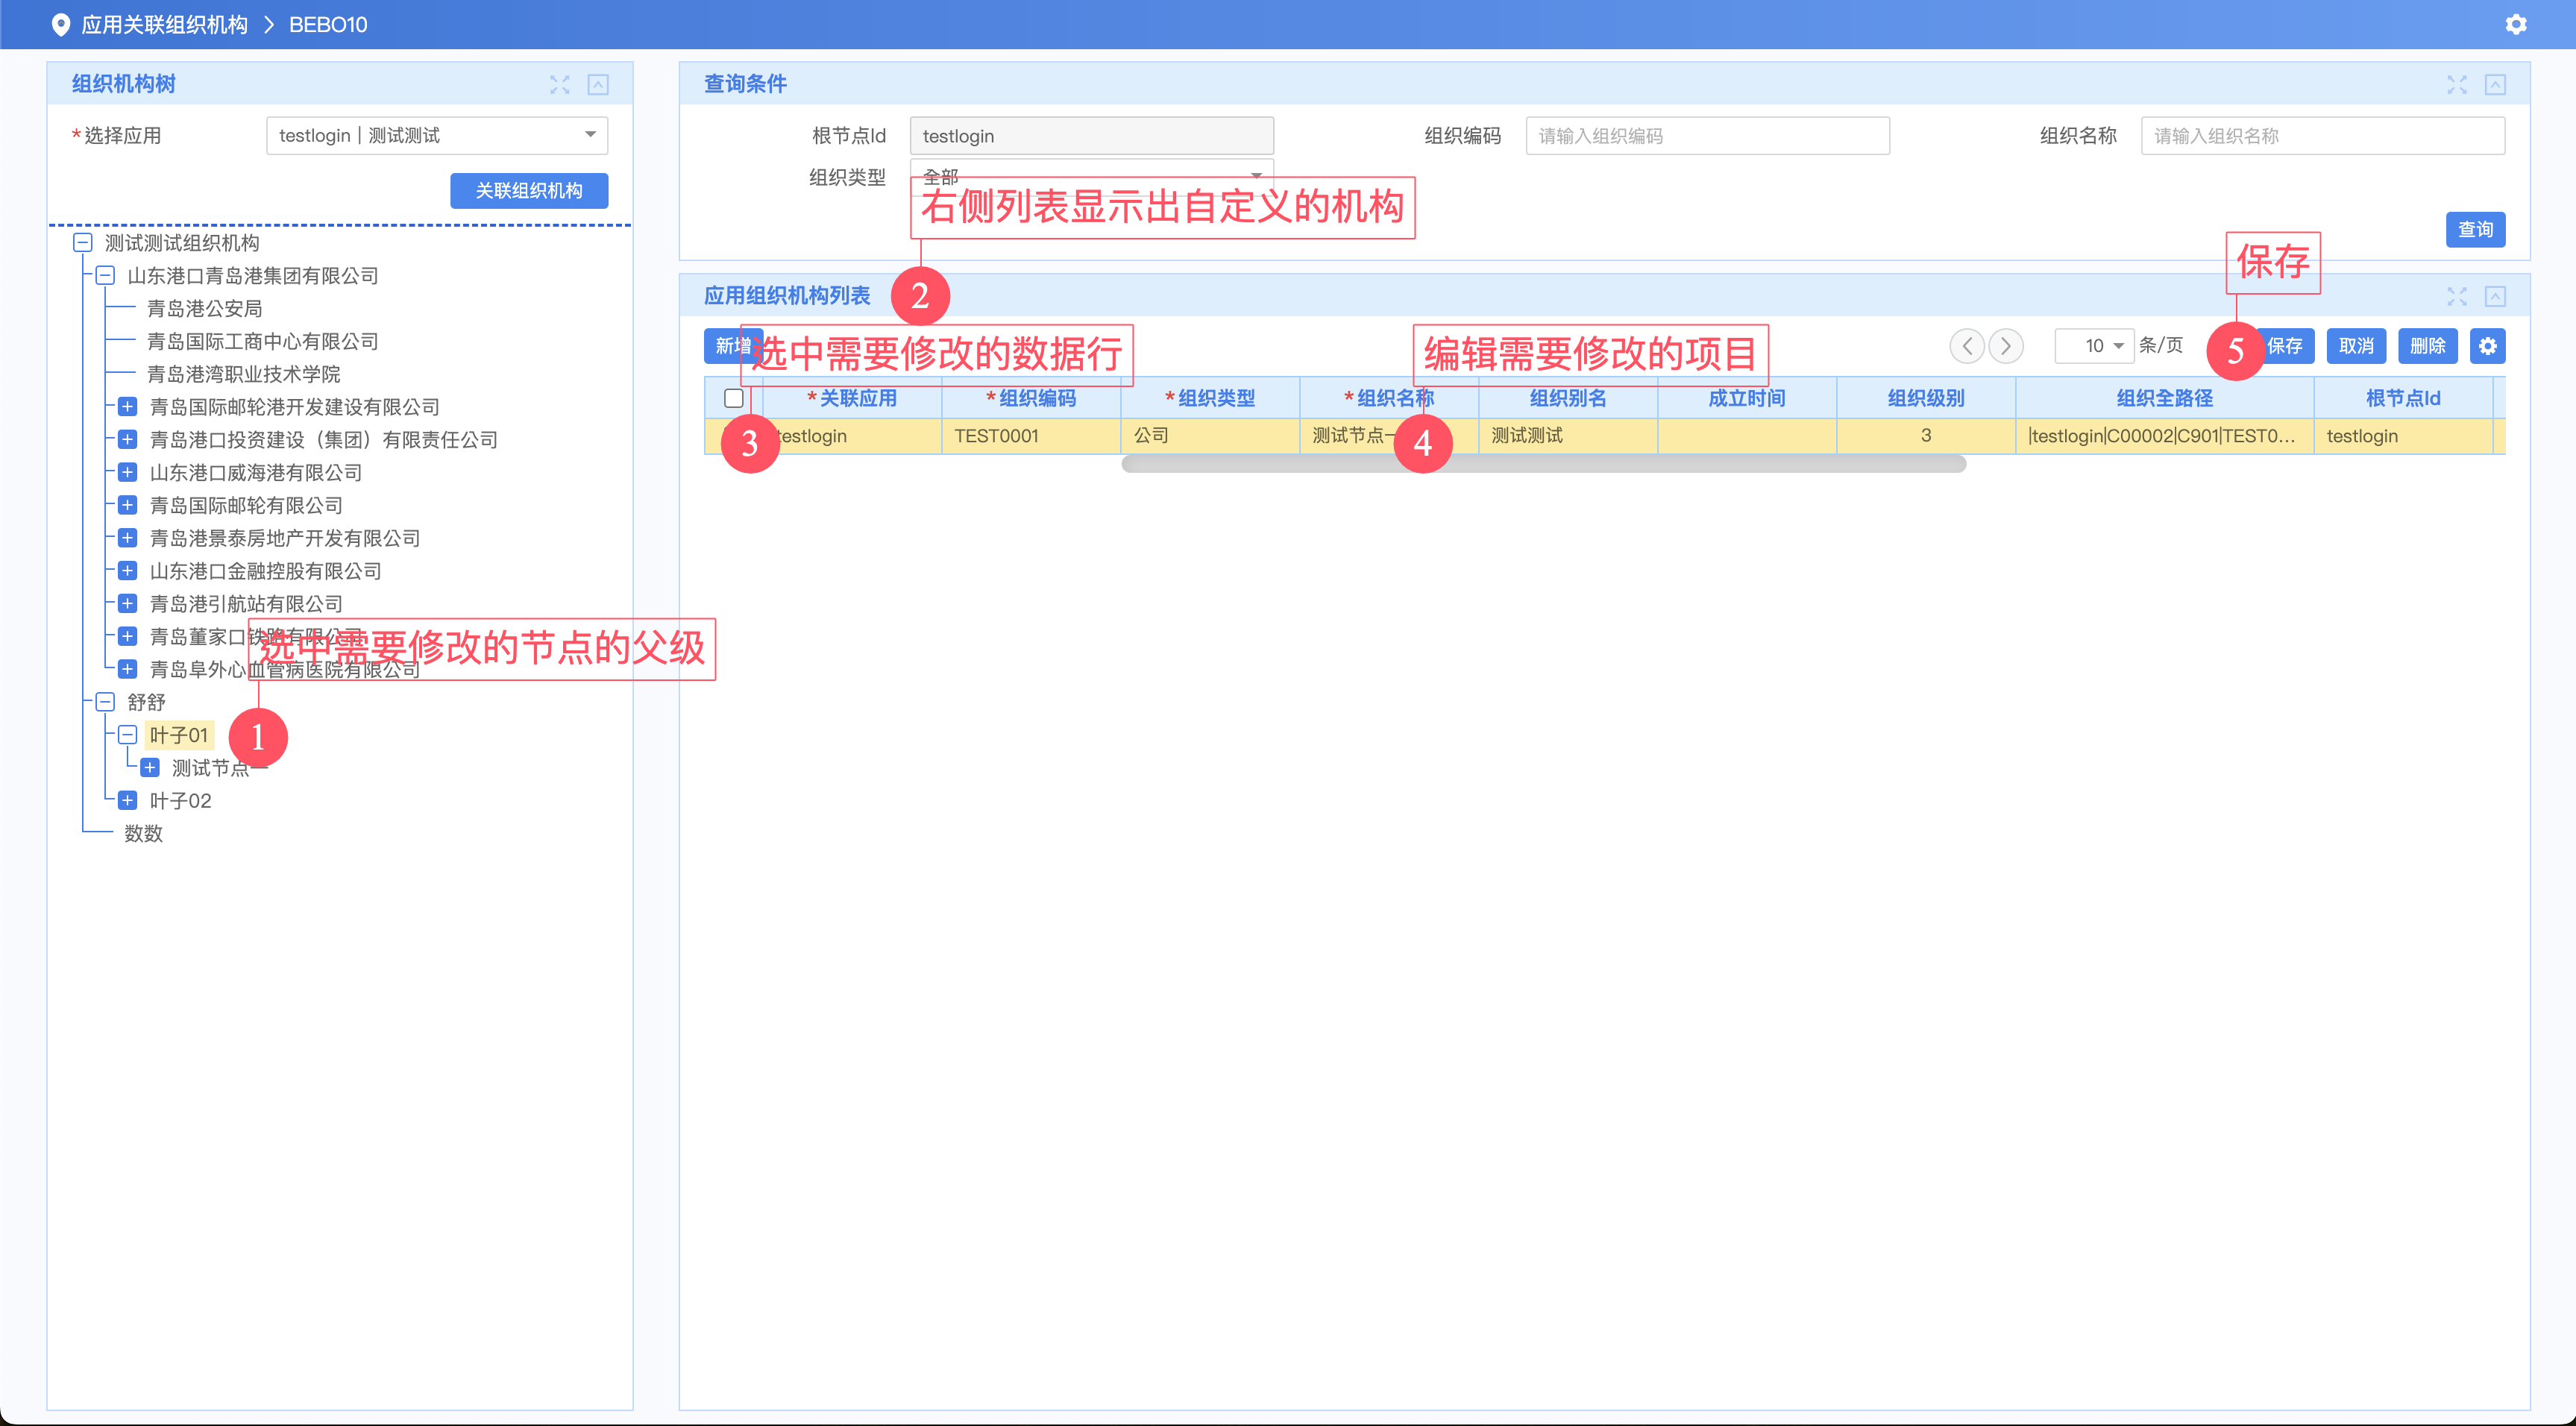 应用关联组织机构 > BEBO10
组织机构树
*选择应用
testlogin | 测试测试
关联组织机构
测试测试组织机构
山东港口青岛港集团有限公司
青岛港公安局
青岛国际工商中心有限公司
青岛港湾职业技术学院
青岛国际邮轮港开发建设有限公司
青岛港口投资建设（集团）有限责任公司
山东港口威海港有限公司
青岛国际邮轮有限公司
青岛港景泰房地产开发有限公司
山东港口金融控股有限公司
青岛港引航站有限公司
青岛董家口铁路有限公司
选中需要修改的节点的父级
青岛阜外心血管病医院有限公司
舒舒
叶子01
1
测试节点一
叶子02
数数
查询条件
根节点Id
testlogin
组织编码
请输入组织编码
组织名称
请输入组织名称
组织类型
全部
右侧列表显示出自定义的机构
查询
保存
应用组织机构列表
2
新增
选中需要修改的数据行
编辑需要修改的项目
10
条/页
5
保存
取消
删除
*关联应用 *组织编码 *组织类型 *组织名称 组织别名 成立时间 组织级别 组织全路径 根节点Id
3
testlogin TEST0001 公司 测试节点一 测试测试 3 |testlogin|C00002|C901|TEST0... testlogin
4